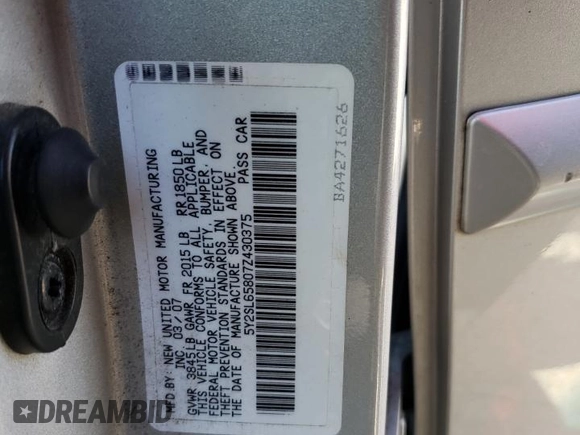 MFD BY: NEW UNITED MOTOR MANUFACTURING
INC 03/07
GVWR 3845LB GAWR FR 2015LB RR 1850LB
THIS VEHICLE CONFORMS TO ALL APPLICABLE
FEDERAL MOTOR VEHICLE SAFETY, BUMPER, AND
THEFT PREVENTION STANDARDS IN EFFECT ON
THE DATE OF MANUFACTURE SHOWN ABOVE.
5Y2SL65807Z430375 PASS CAR
BA4271626
DREAMBID